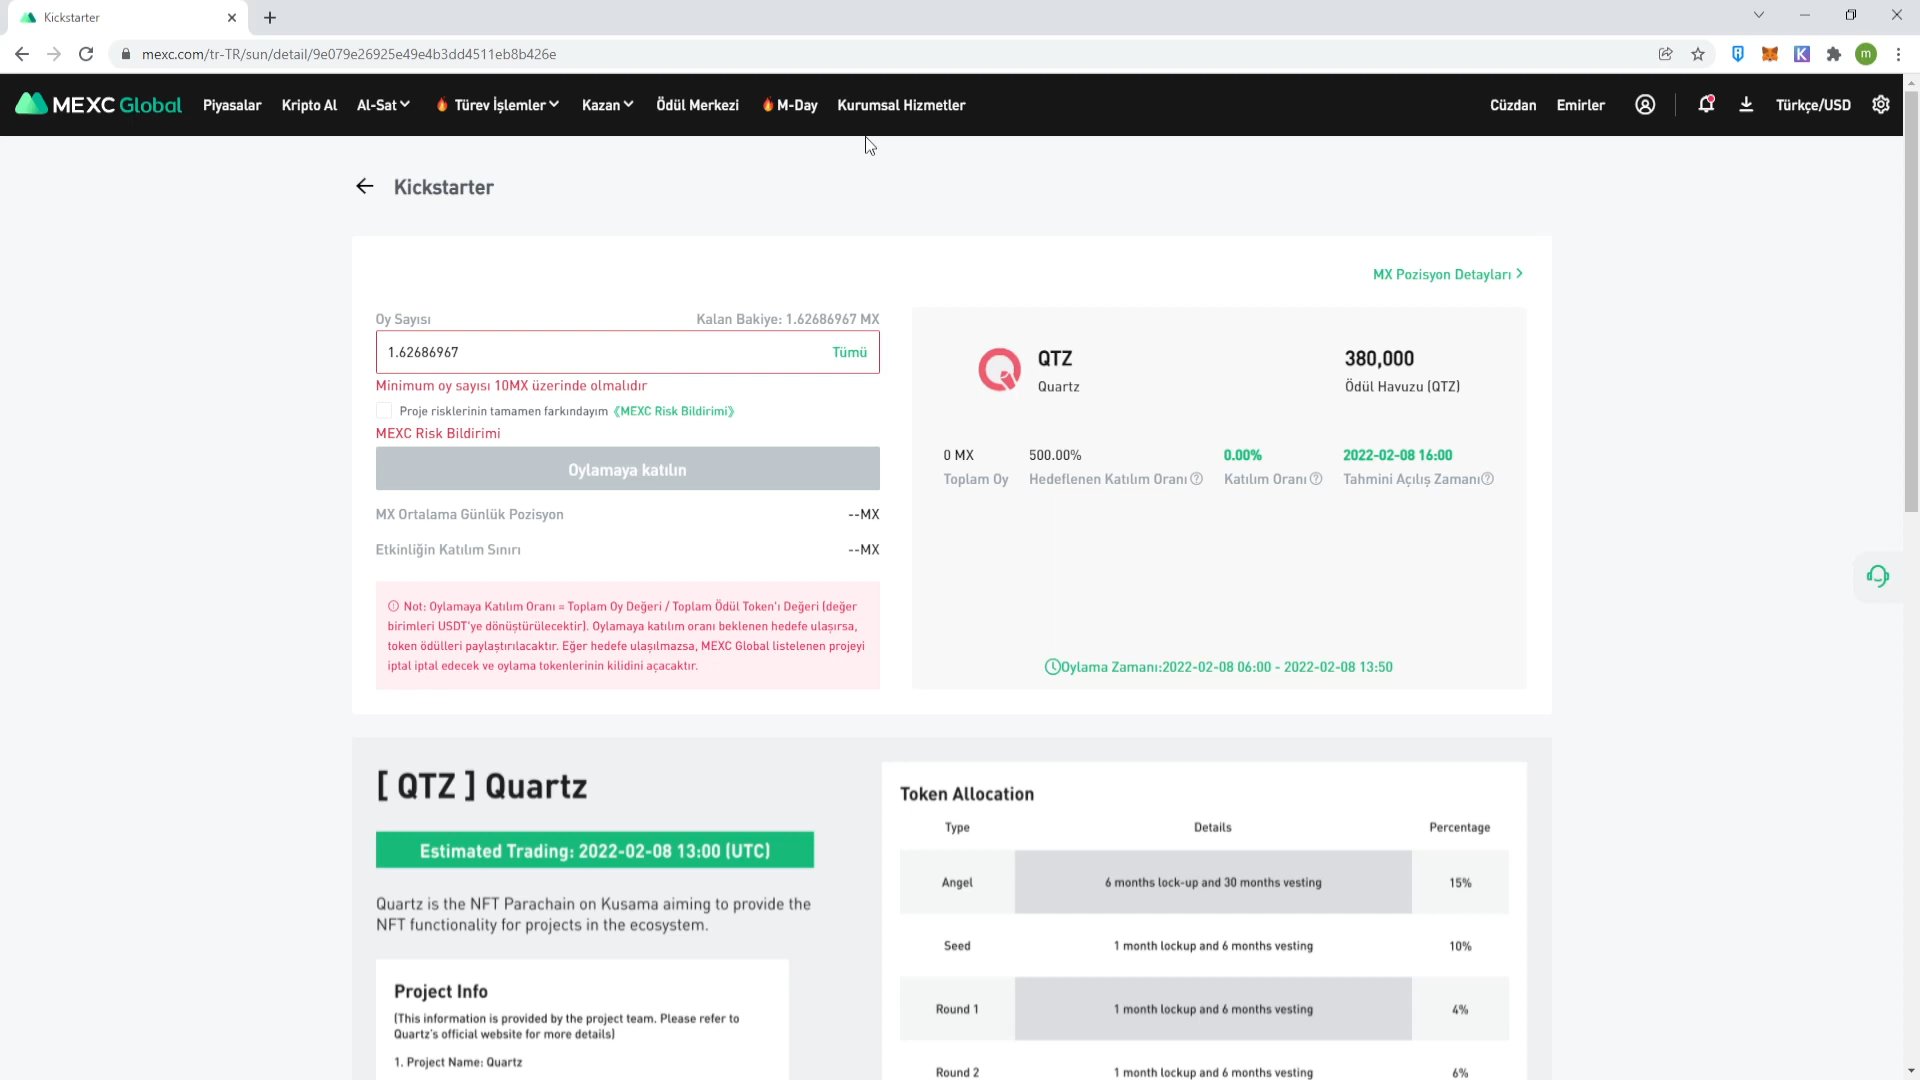 Kickstarter
mexc.com/tr-TR/sun/detail/9e079e26925e49e4b3dd4511eb8b426e
K
m
MEXC Global
Piyasalar
Kripto Al
Al-Sat
Türev İşlemler
Kazan
Ödül Merkezi
M-Day
Kurumsal Hizmetler
Cüzdan
Emirler
Türkçe/USD
Kickstarter
MX Pozisyon Detayları
Oy Sayısı
Kalan Bakiye: 1.62686967 MX
1.62686967
Tümü
Minimum oy sayısı 10MX üzerinde olmalıdır
Proje risklerinin tamamen farkındayım 《MEXC Risk Bildirimi》
MEXC Risk Bildirimi
Oylamaya katılın
MX Ortalama Günlük Pozisyon
--MX
Etkinliğin Katılım Sınırı
--MX
Not: Oylamaya Katılım Oranı = Toplam Oy Değeri / Toplam Ödül Token'ı Değeri (değer
birimleri USDT'ye dönüştürülecektir). Oylamaya katılım oranı beklenen hedefe ulaşırsa,
token ödülleri paylaştırılacaktır. Eğer hedefe ulaşılmazsa, MEXC Global listelenen projeyi
iptal iptal edecek ve oylama tokenlerinin kilidini açacaktır.
QTZ
Quartz
380,000
Ödül Havuzu (QTZ)
0 MX
Toplam Oy
500.00%
Hedeflenen Katılım Oranı
0.00%
Katılım Oranı
2022-02-08 16:00
Tahmini Açılış Zamanı
Oylama Zamanı:2022-02-08 06:00 - 2022-02-08 13:50
[ QTZ ] Quartz
Estimated Trading: 2022-02-08 13:00 (UTC)
Quartz is the NFT Parachain on Kusama aiming to provide the
NFT functionality for projects in the ecosystem.
Project Info
(This information is provided by the project team. Please refer to
Quartz's official website for more details)
1. Project Name: Quartz
Token Allocation
Type Details Percentage
Angel 6 months lock-up and 30 months vesting 15%
Seed 1 month lockup and 6 months vesting 10%
Round 1 1 month lockup and 6 months vesting 4%
Round 2 1 month lockup and 6 months vesting 6%